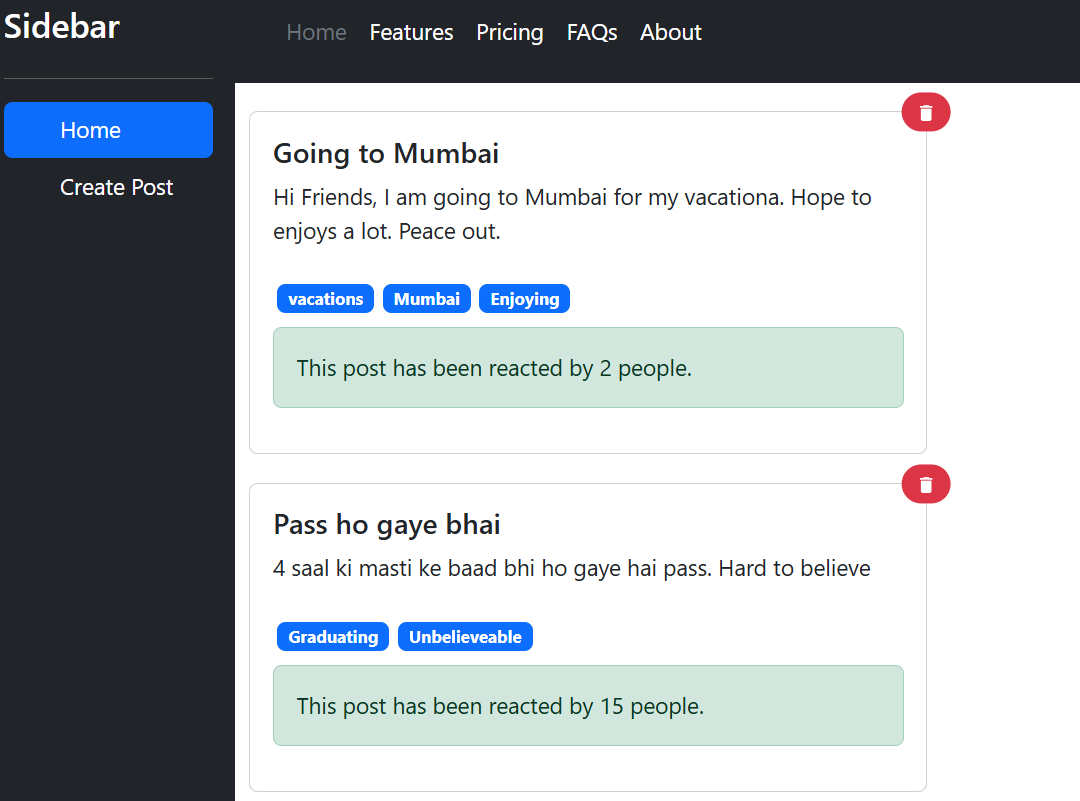 Sidebar
Home Features Pricing FAQs About
Home
Create Post
Going to Mumbai
Hi Friends, I am going to Mumbai for my vacationa. Hope to
enjoys a lot. Peace out.
vacations Mumbai Enjoying
This post has been reacted by 2 people.
Pass ho gaye bhai
4 saal ki masti ke baad bhi ho gaye hai pass. Hard to believe
Graduating Unbelieveable
This post has been reacted by 15 people.